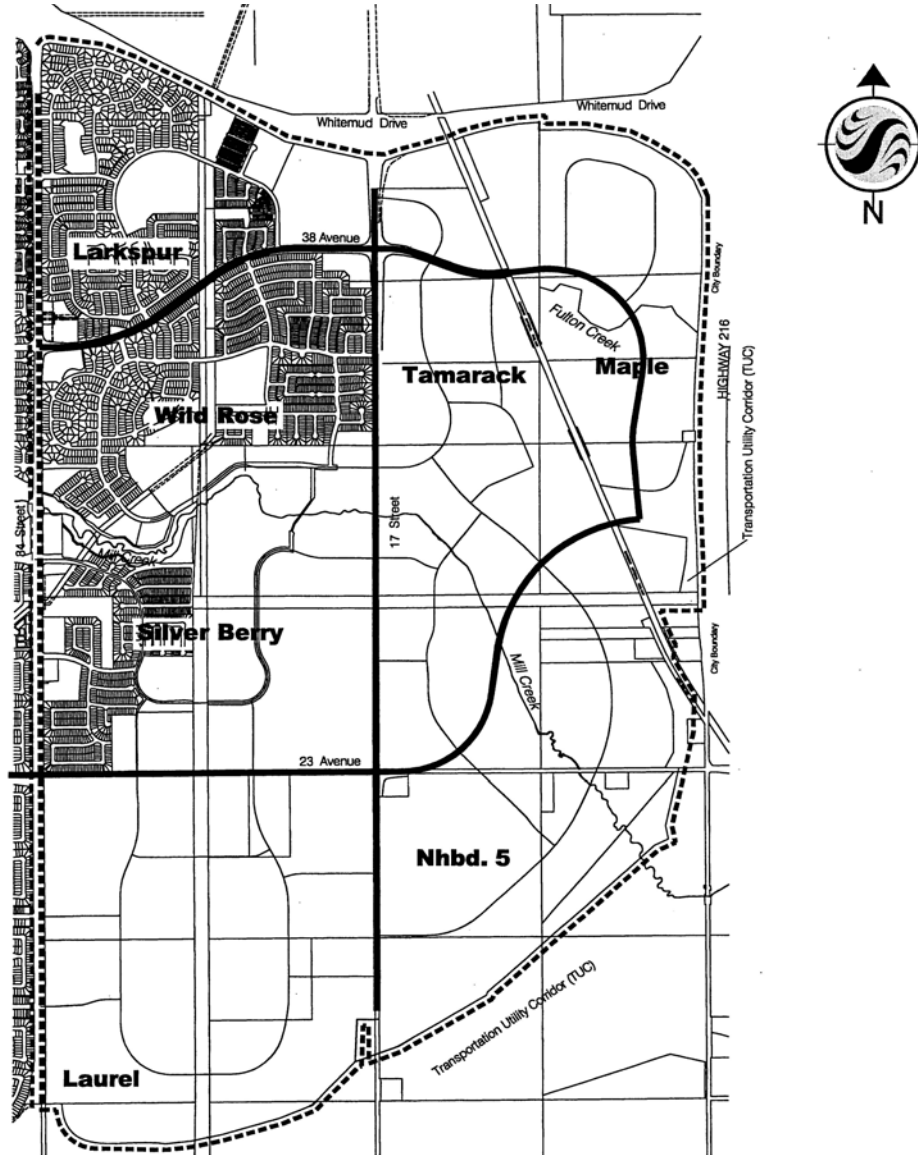 Whitemud Drive
Whitemud Drive
N
38 Avenue
Larkspur
City Boundary
Fulton Creek
Tamarack
Maple
HIGHWAY 216
Transportation Utility Corridor (TUC)
Wild Rose
34 Street
17 Street
Mill Creek
Silver Berry
City Boundary
Mill Creek
23 Avenue
Nhbd. 5
Transportation Utility Corridor (TUC)
Laurel